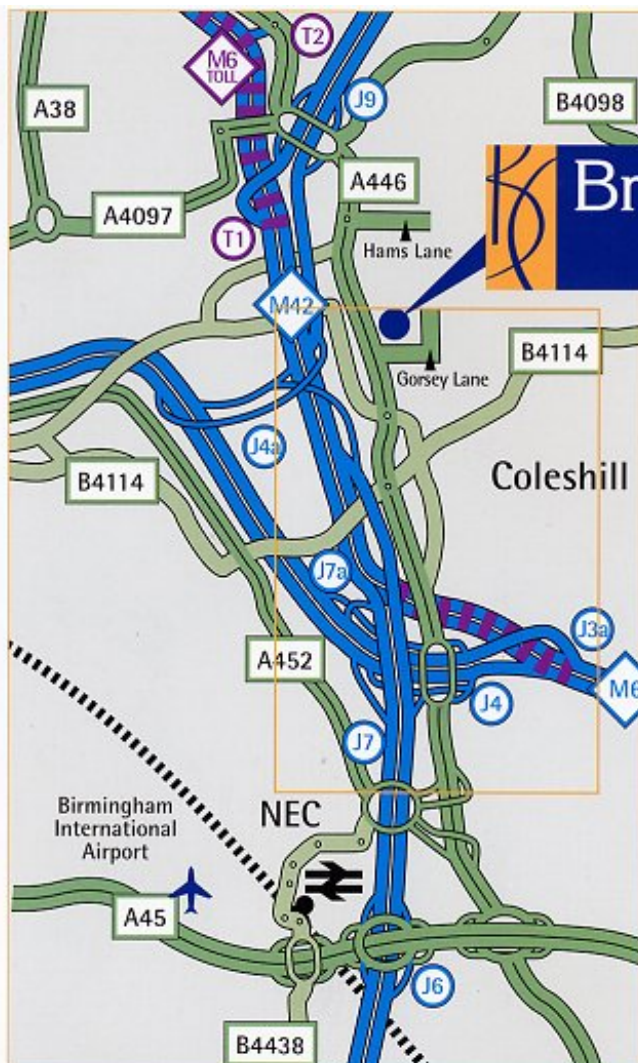 T2
M6
TOLL
J9
A38
B4098
Br
A446
A4097
T1
Hams Lane
M42
B4114
Gorsey Lane
J4a
B4114
Coleshill
J7a
J3a
A452
M6
J4
J7
Birmingham
International
Airport
NEC
A45
J6
B4438